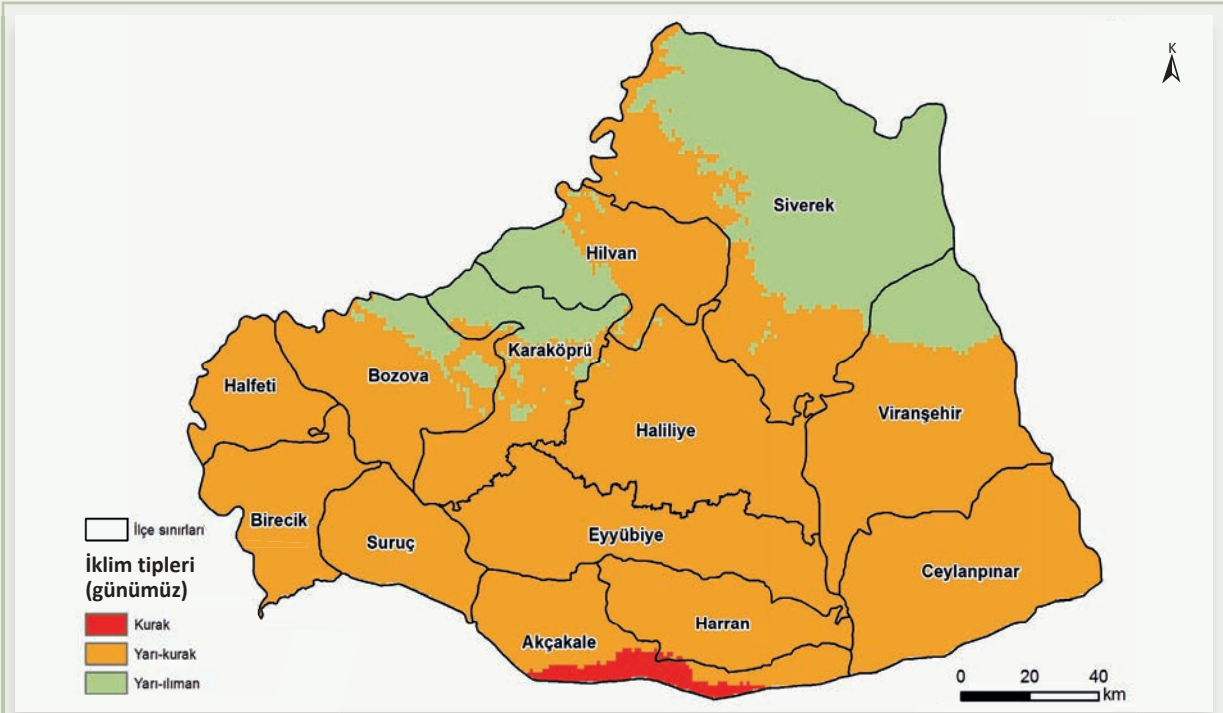 K
Siverek
Hilvan
Karaköprü
Halfeti
Bozova
Viranşehir
Haliliye
Birecik
Suruç
Eyyübiye
Ceylanpınar
Akçakale
Harran
İlçe sınırları
İklim tipleri
(günümüz)
Kurak
Yarı-kurak
Yarı-ılıman
0 20 40
km